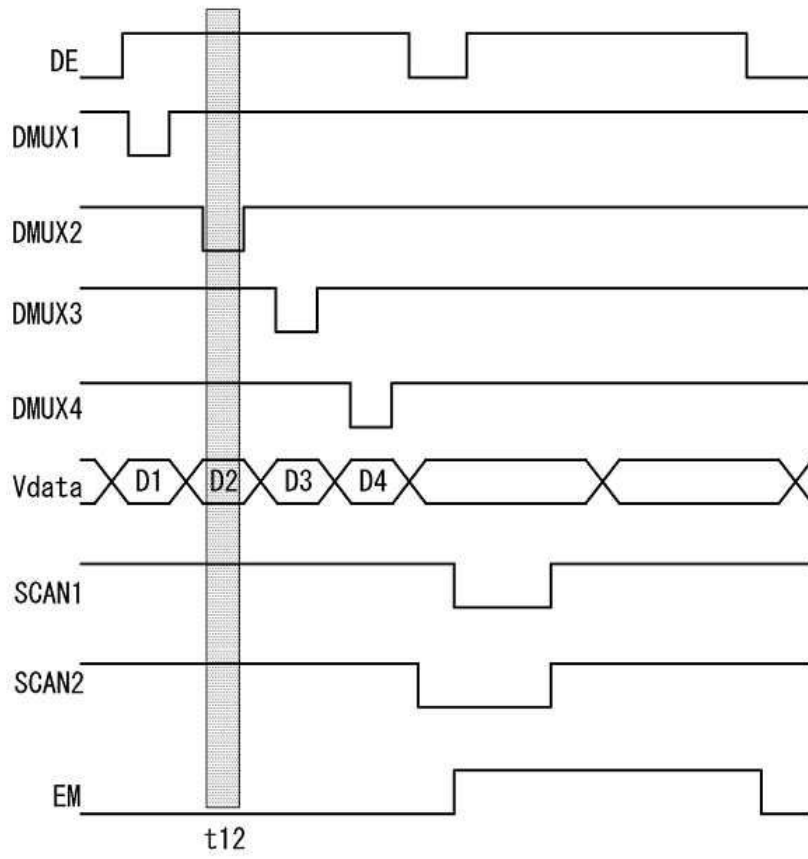 DE
DMUX1
DMUX2
DMUX3
DMUX4
Vdata D1 D2 D3 D4
SCAN1
SCAN2
EM
t12